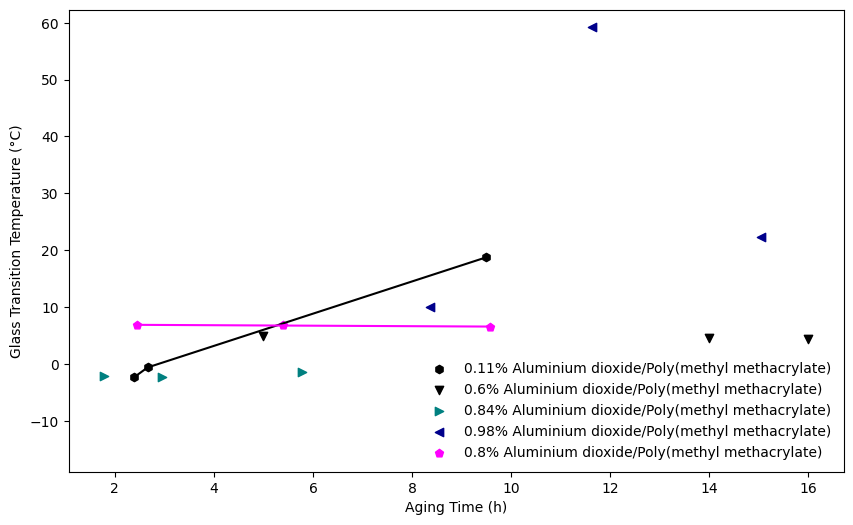 60
50
40
30
20
10
0
−10
Glass Transition Temperature (°C)
2
4
6
8
10
12
14
16
Aging Time (h)
0.11% Aluminium dioxide/Poly(methyl methacrylate)
0.6% Aluminium dioxide/Poly(methyl methacrylate)
0.84% Aluminium dioxide/Poly(methyl methacrylate)
0.98% Aluminium dioxide/Poly(methyl methacrylate)
0.8% Aluminium dioxide/Poly(methyl methacrylate)